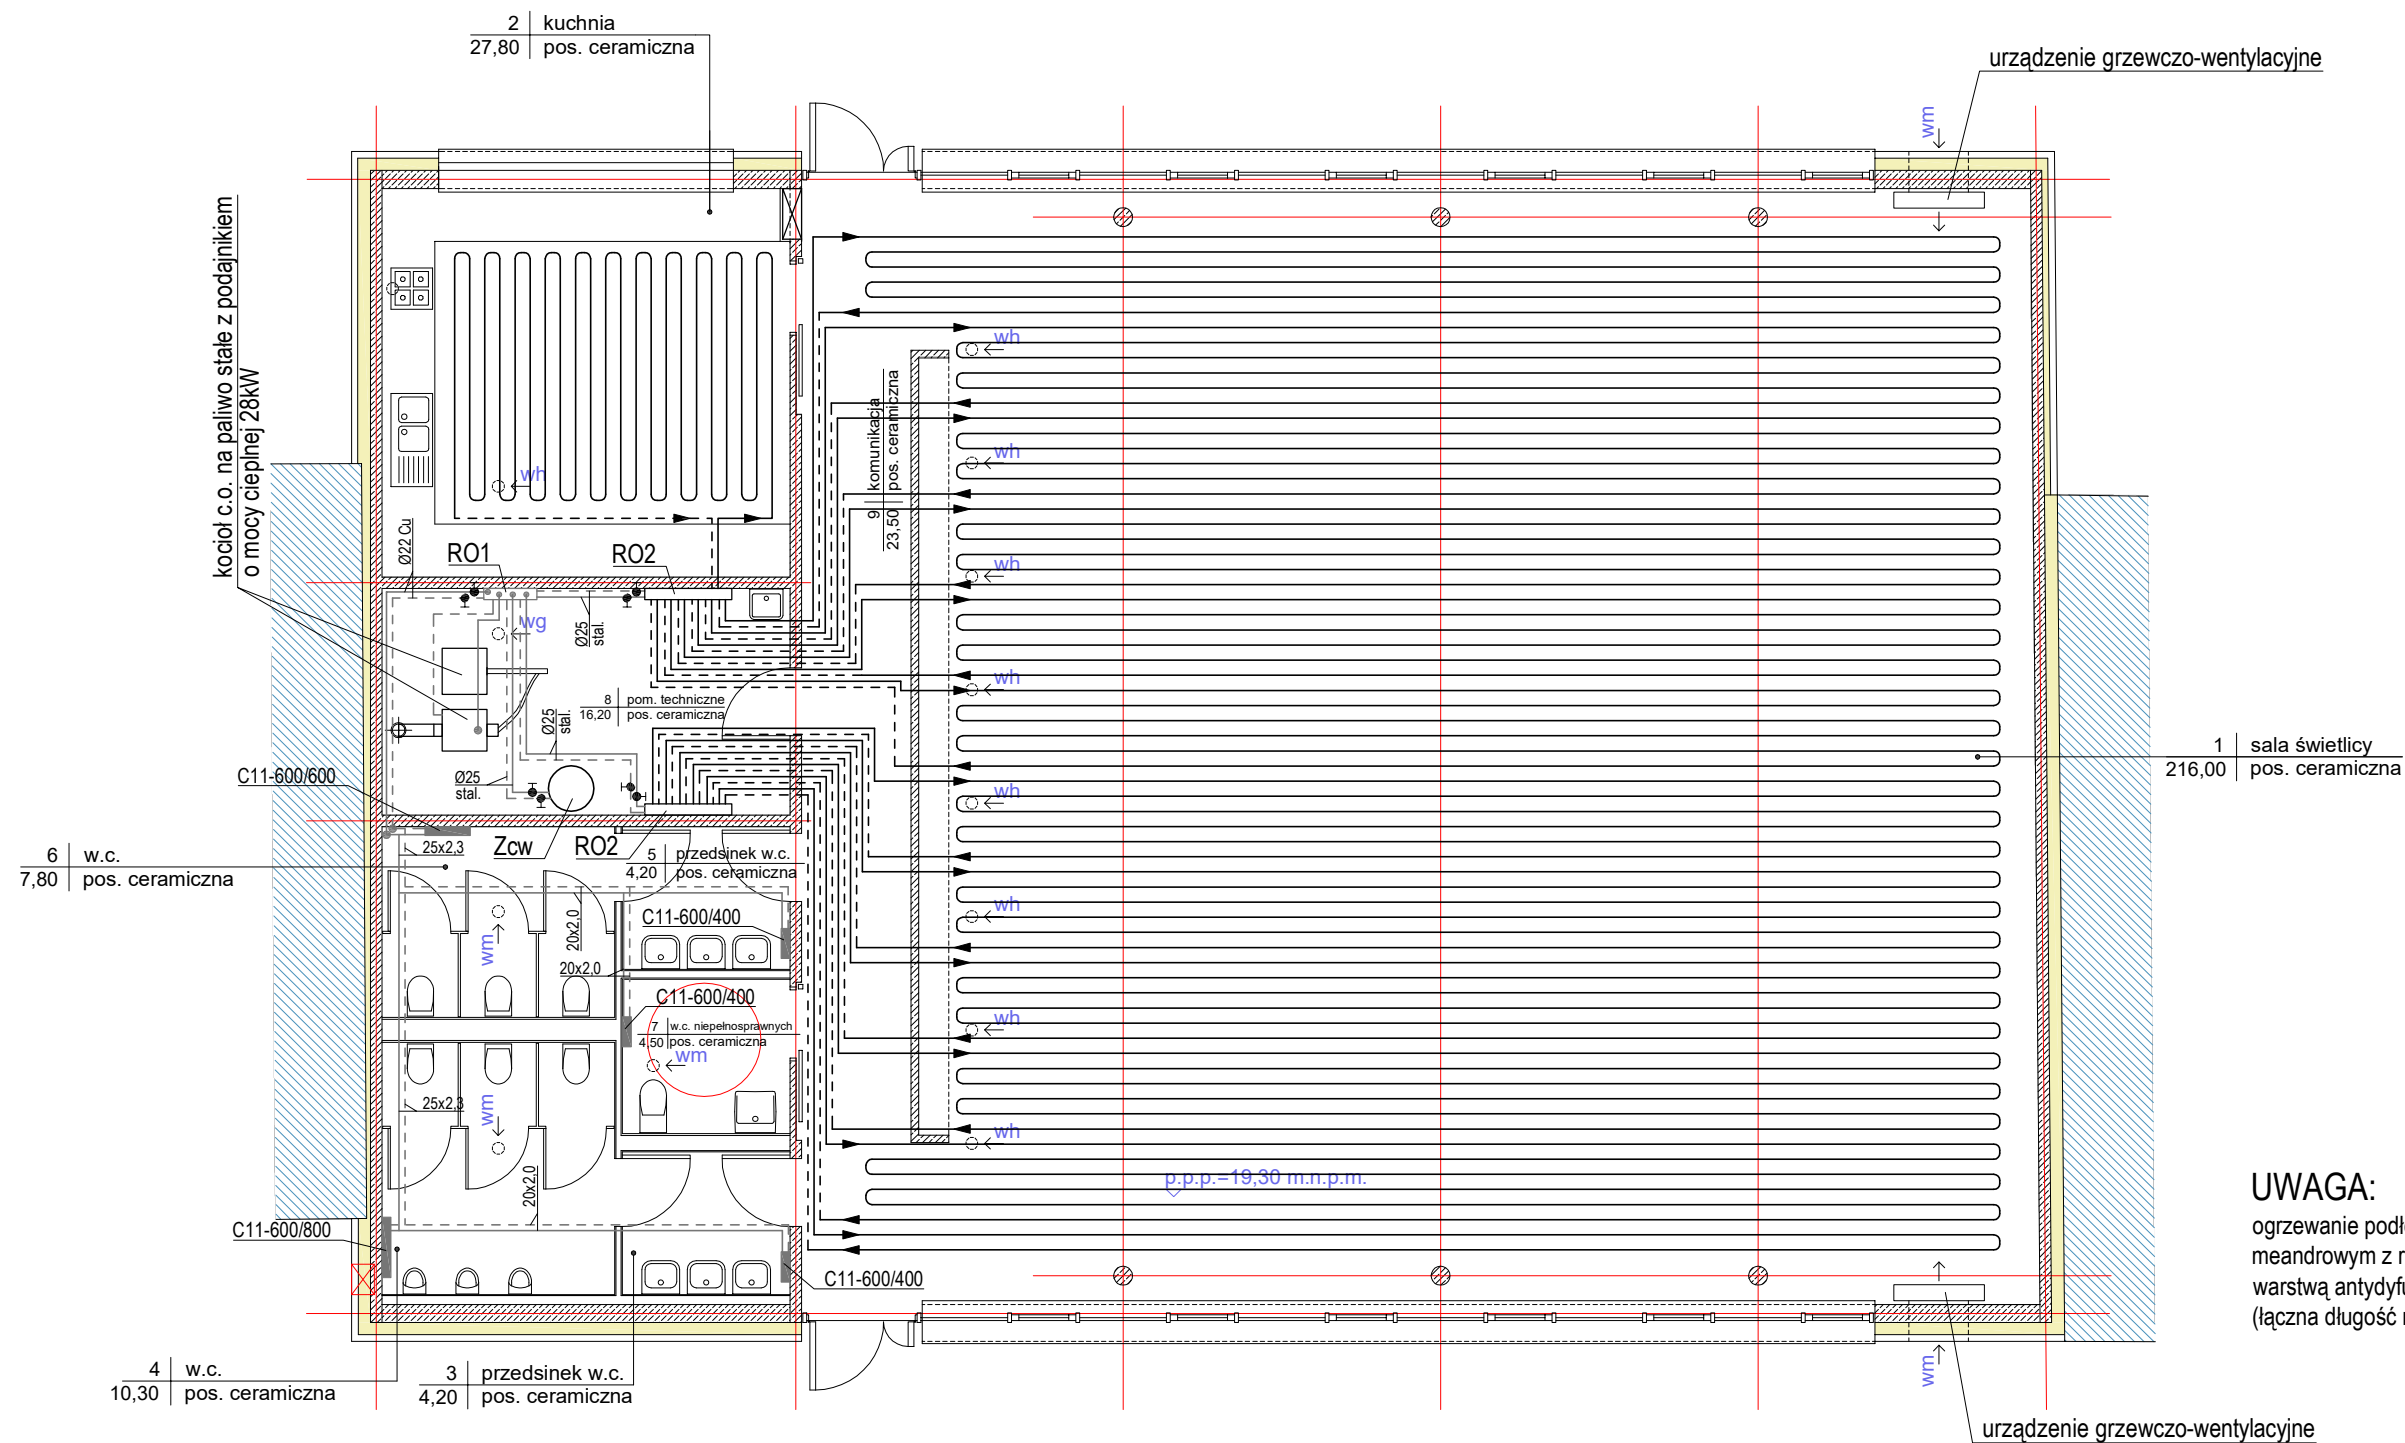 2 kuchnia
27,80 pos. ceramiczna
urządzenie grzewczo-wentylacyjne
wm
kocioł c.o. na paliwo stałe z podajnikiem
o mocy cieplnej 28kW
wh
9 komunikacja
23,50 pos. ceramiczna
wh
wh
Ø22 Cu
RO1
RO2
wh
wg
Ø25
stal.
wh
8 pom. techniczne
16,20 pos. ceramiczna
Ø25
stal.
1 sala świetlicy
216,00 pos. ceramiczna
C11-600/600
Ø25
stal.
wh
25x2,3
Zcw
RO2
6 w.c.
7,80 pos. ceramiczna
5 przedsinek w.c.
4,20 pos. ceramiczna
wh
C11-600/400
20x2,0
wm
20x2,0
C11-600/400
7 w.c. niepełnosprawnych
4,50 pos. ceramiczna
wm
wh
25x2,3
wm
wh
20x2,0
p.p.p.=19,30 m.n.p.m.
UWAGA:
ogrzewanie
meandrowym z
warstwą
(łączna długość
C11-600/800
C11-600/400
4 w.c.
10,30 pos. ceramiczna
3 przedsinek w.c.
4,20 pos. ceramiczna
wm
urządzenie grzewczo-wentylacyjne